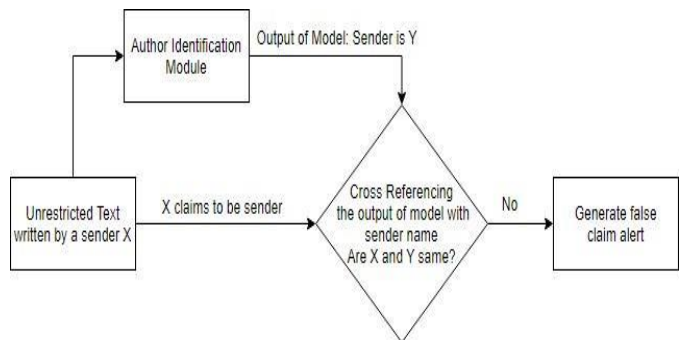 Author Identification
Module
Output of Model: Sender is Y
Unrestricted Text
written by a sender X
X claims to be sender
Cross Referencing
the output of model with
sender name
Are X and Y same?
No
Generate false
claim alert